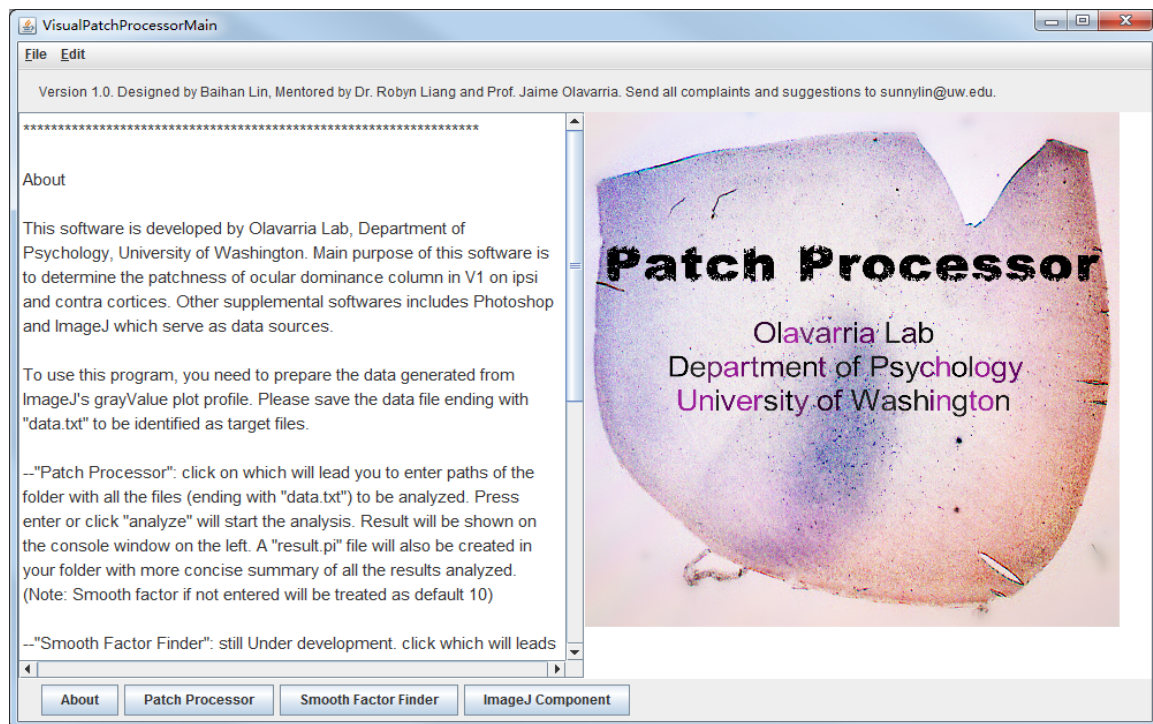 VisualPatchProcessorMain
File Edit
Version 1.0. Designed by Baihan Lin, Mentored by Dr. Robyn Liang and Prof. Jaime Olavarria. Send all complaints and suggestions to sunnylin@uw.edu.
******************************************************************
About
This software is developed by Olavarria Lab, Department of
Psychology, University of Washington. Main purpose of this software is
to determine the patchness of ocular dominance column in V1 on ipsi
and contra cortices. Other supplemental softwares includes Photoshop
and ImageJ which serve as data sources.
To use this program, you need to prepare the data generated from
ImageJ's grayValue plot profile. Please save the data file ending with
"data.txt" to be identified as target files.
--"Patch Processor": click on which will lead you to enter paths of the
folder with all the files (ending with "data.txt") to be analyzed. Press
enter or click "analyze" will start the analysis. Result will be shown on
the console window on the left. A "result.pi" file will also be created in
your folder with more concise summary of all the results analyzed.
(Note: Smooth factor if not entered will be treated as default 10)
--"Smooth Factor Finder": still Under development. click which will leads
Patch Processor
Olavarria Lab
Department of Psychology
University of Washington
About Patch Processor Smooth Factor Finder ImageJ Component